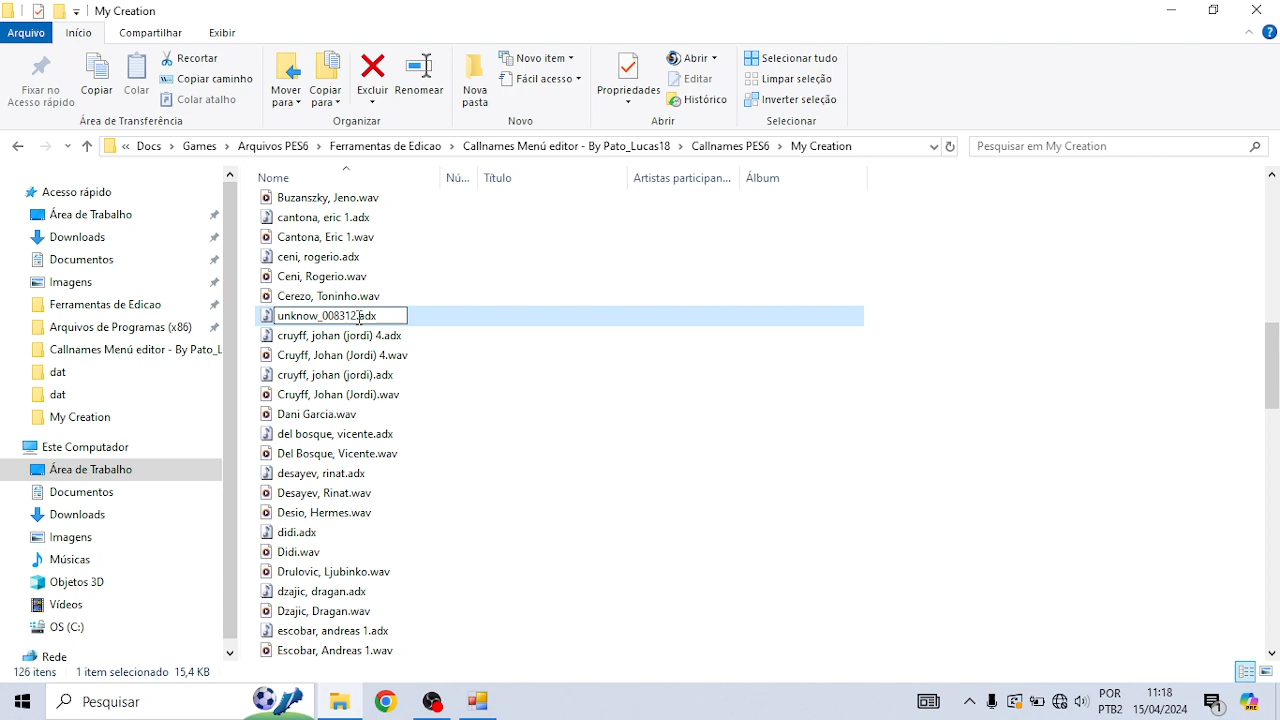 My Creation
Arquivo Início Compartilhar Exibir
Fixar no
Acesso rápido
Copiar
Colar
Recortar
Copiar caminho
Colar atalho
Mover
para
Copiar
para
Excluir
Renomear
Nova
pasta
Novo item
Fácil acesso
Propriedades
Abrir
Editar
Histórico
Selecionar tudo
Limpar seleção
Inverter seleção
Área de Transferência
Organizar
Novo
Abrir
Selecionar
« Docs › Games › Arquivos PES6 › Ferramentas de Edicao › Callnames Menú editor - By Pato_Lucas18 › Callnames PES6 › My Creation
Pesquisar em My Creation
Nome
Nú...
Título
Artistas participan...
Álbum
Acesso rápido
Área de Trabalho
Downloads
Documentos
Imagens
Ferramentas de Edicao
Arquivos de Programas (x86)
Callnames Menú editor - By Pato_L
dat
dat
My Creation
Este Computador
Área de Trabalho
Documentos
Downloads
Imagens
Músicas
Objetos 3D
Vídeos
OS (C:)
Rede
Buzanszky, Jeno.wav
cantona, eric 1.adx
Cantona, Eric 1.wav
ceni, rogerio.adx
Ceni, Rogerio.wav
Cerezo, Toninho.wav
unknow_008312.adx
cruyff, johan (jordi) 4.adx
Cruyff, Johan (Jordi) 4.wav
cruyff, johan (jordi).adx
Cruyff, Johan (Jordi).wav
Dani Garcia.wav
del bosque, vicente.adx
Del Bosque, Vicente.wav
desayev, rinat.adx
Desayev, Rinat.wav
Desio, Hermes.wav
didi.adx
Didi.wav
Drulovic, Ljubinko.wav
dzajic, dragan.adx
Dzajic, Dragan.wav
escobar, andreas 1.adx
Escobar, Andreas 1.wav
126 itens 1 item selecionado 15,4 KB
Pesquisar
POR
PTB2
11:18
15/04/2024
1
PRE